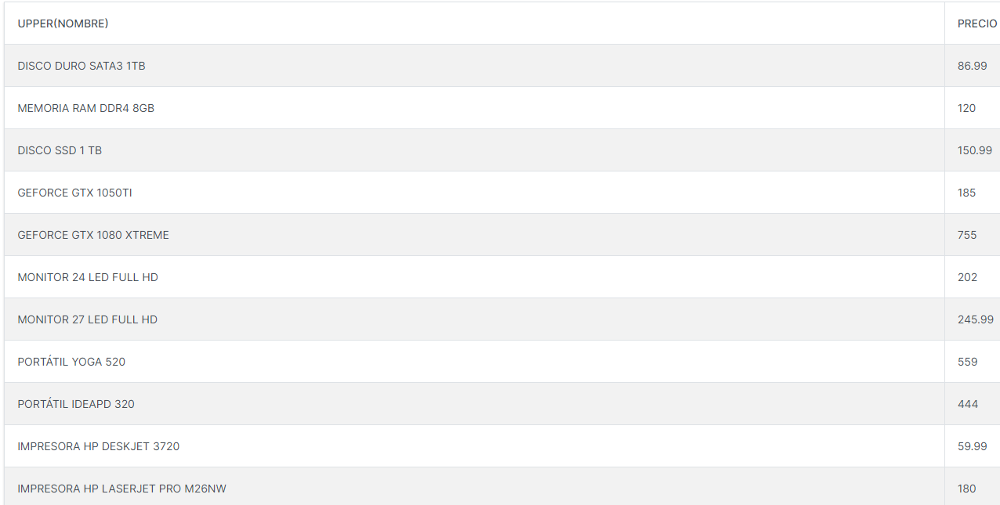 UPPER(NOMBRE) PRECIO
DISCO DURO SATA3 1TB 86.99
MEMORIA RAM DDR4 8GB 120
DISCO SSD 1 TB 150.99
GEFORCE GTX 1050TI 185
GEFORCE GTX 1080 XTREME 755
MONITOR 24 LED FULL HD 202
MONITOR 27 LED FULL HD 245.99
PORTÁTIL YOGA 520 559
PORTÁTIL IDEAPD 320 444
IMPRESORA HP DESKJET 3720 59.99
IMPRESORA HP LASERJET PRO M26NW 180